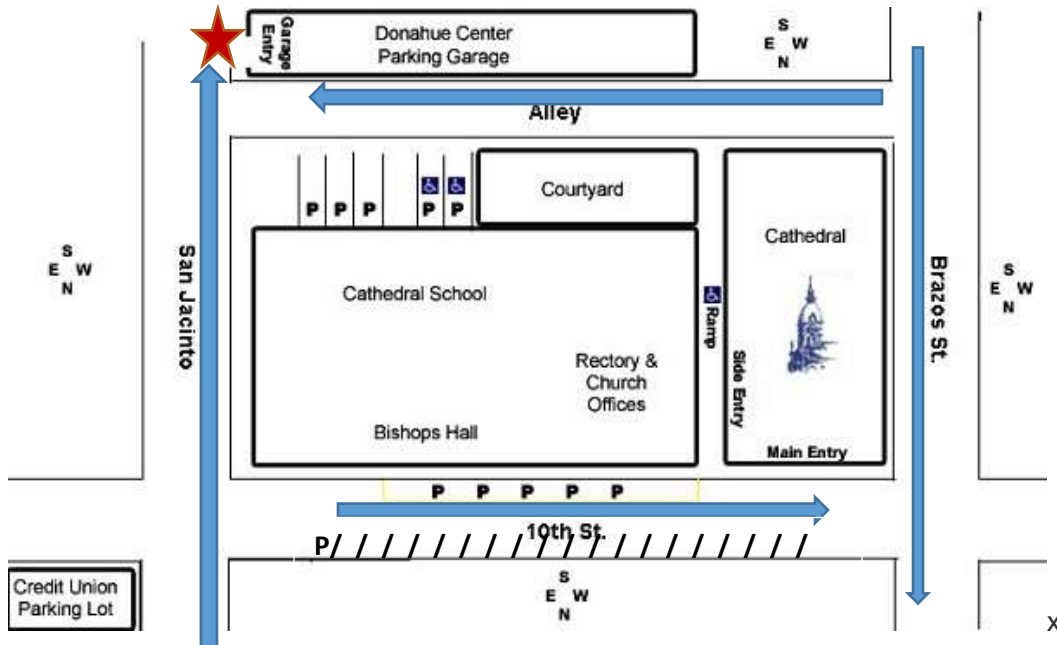 Garage
Entry
Donahue Center
Parking Garage
S
E W
N
Alley
P P P P P
Courtyard
Cathedral
S
E W
N
San Jacinto
Cathedral School
Ramp
Brazos St.
S
E W
N
Rectory &
Church
Offices
Side Entry
Bishops Hall
Main Entry
P P P P P
10th St.
P
Credit Union
Parking Lot
S
E W
N
X